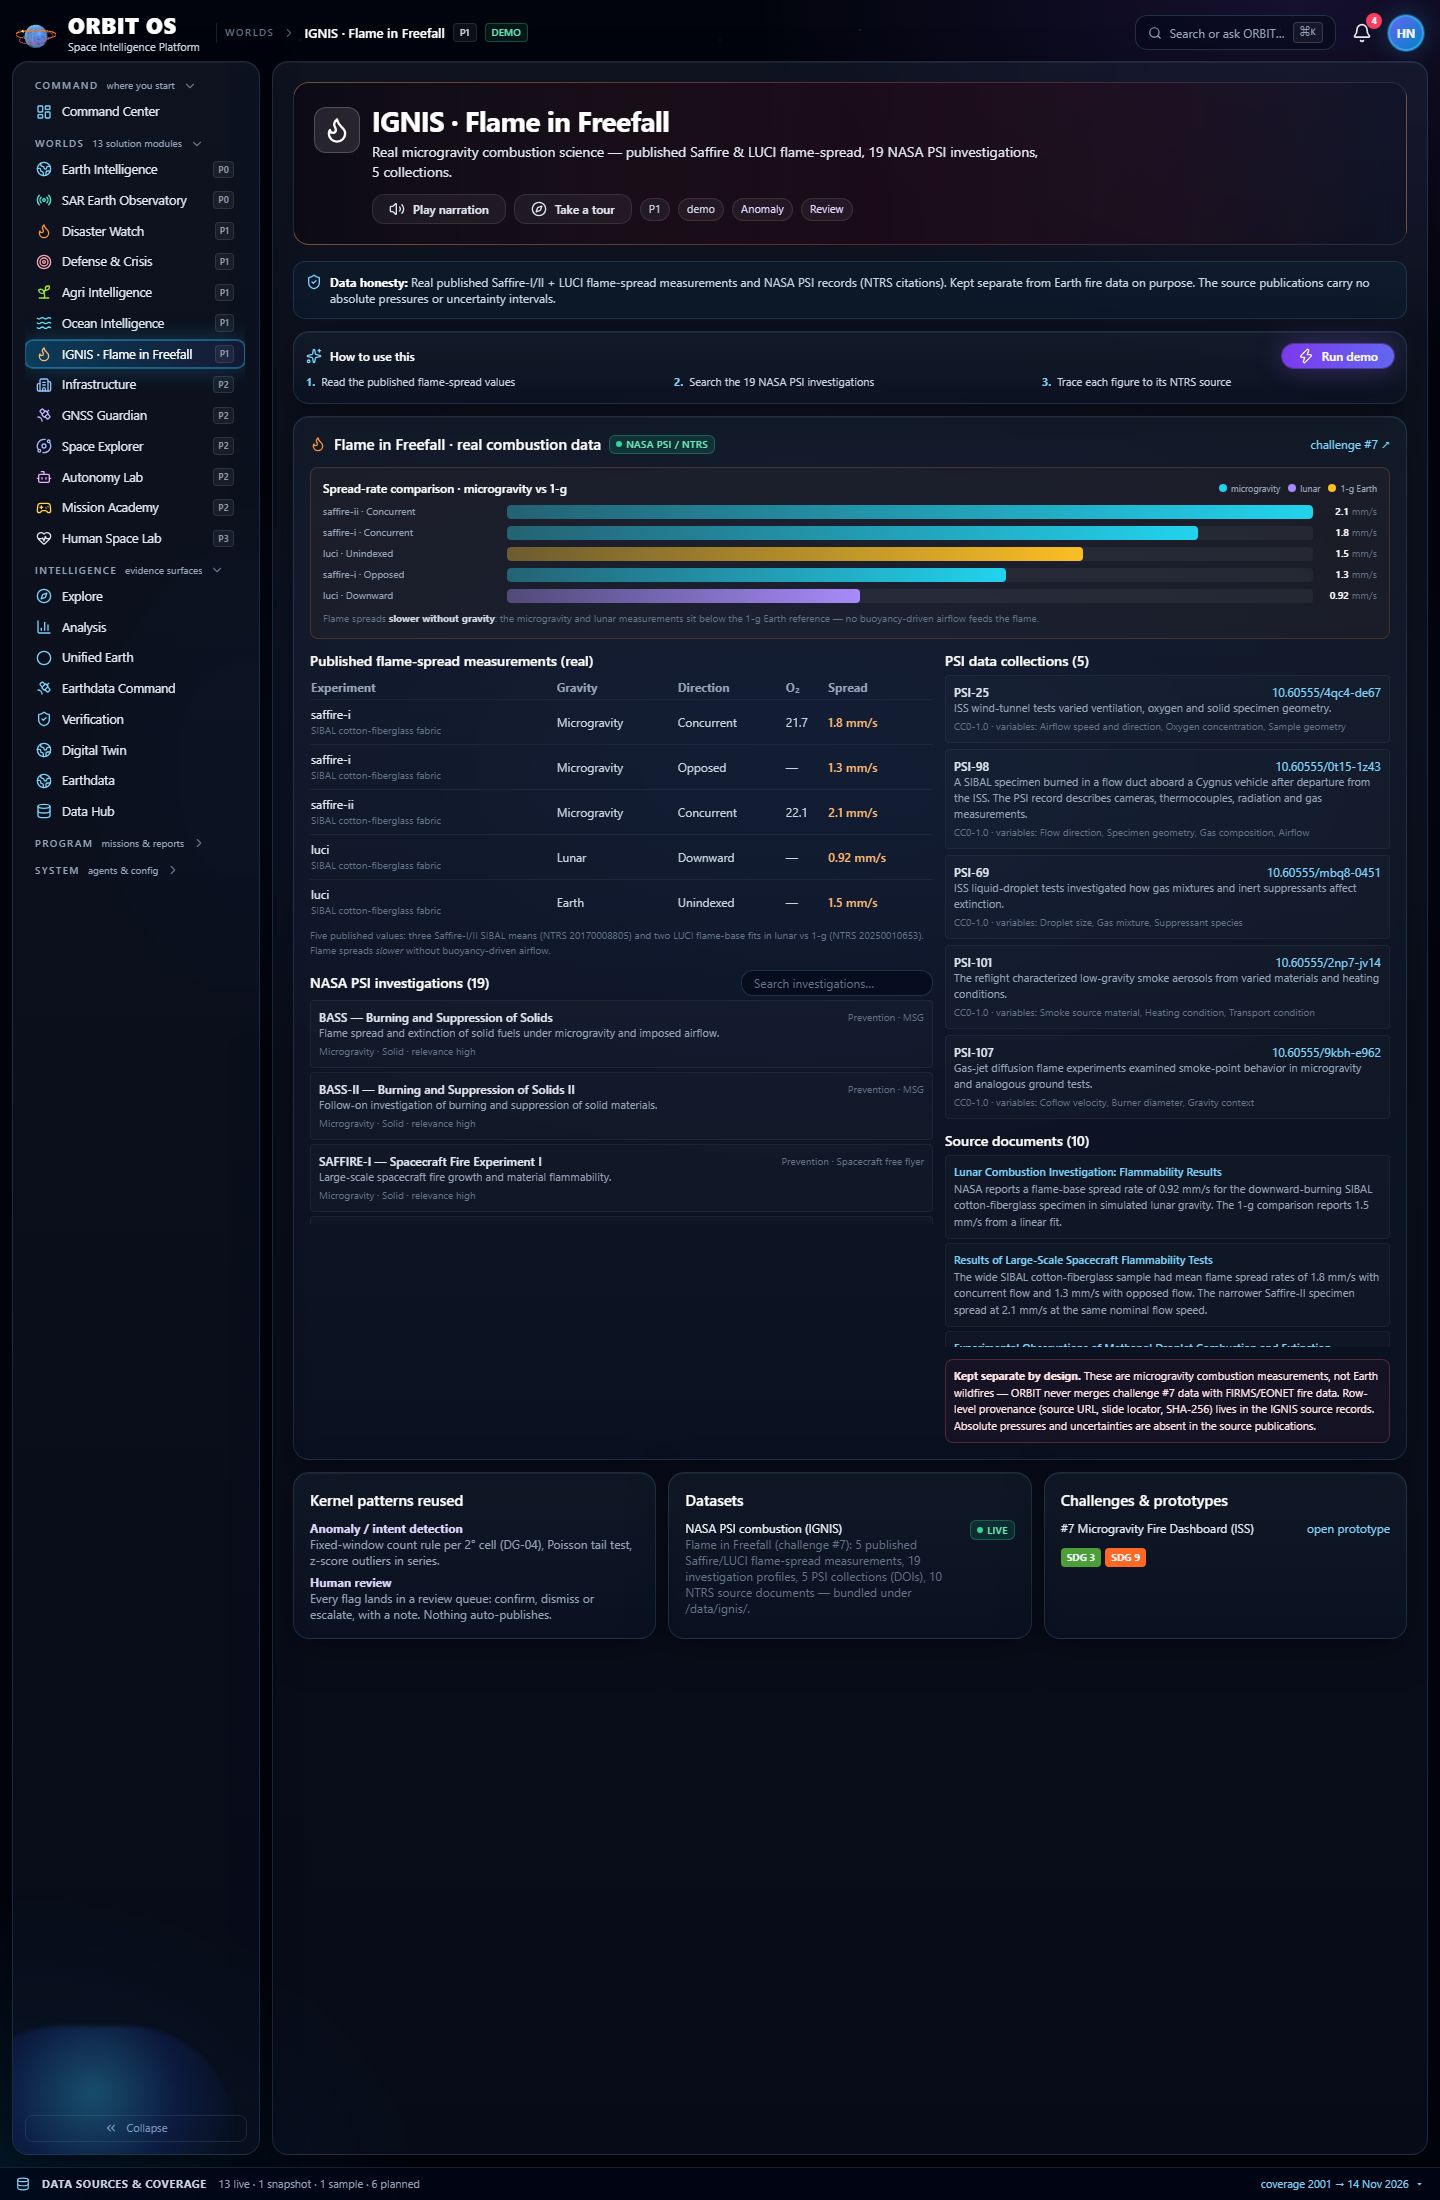 ORBIT OS
Space Intelligence Platform
WORLDS > IGNIS · Flame in Freefall P1 DEMO
Search or ask ORBIT... ⌘K
4
HN
COMMAND where you start
Command Center
WORLDS 13 solution modules
Earth Intelligence P0
SAR Earth Observatory P0
Disaster Watch P1
Defense & Crisis P1
Agri Intelligence P1
Ocean Intelligence P1
IGNIS · Flame in Freefall P1
Infrastructure P2
GNSS Guardian P2
Space Explorer P2
Autonomy Lab P2
Mission Academy P2
Human Space Lab P3
INTELLIGENCE evidence surfaces
Explore
Analysis
Unified Earth
Earthdata Command
Verification
Digital Twin
Earthdata
Data Hub
PROGRAM missions & reports
SYSTEM agents & config
Collapse
IGNIS · Flame in Freefall
Real microgravity combustion science — published Saffire & LUCI flame-spread, 19 NASA PSI investigations,
5 collections.
Play narration Take a tour P1 demo Anomaly Review
Data honesty: Real published Saffire-I/II + LUCI flame-spread measurements and NASA PSI records (NTRS citations). Kept separate from Earth fire data on purpose. The source publications carry no
absolute pressures or uncertainty intervals.
How to use this
Run demo
1. Read the published flame-spread values 2. Search the 19 NASA PSI investigations 3. Trace each figure to its NTRS source
Flame in Freefall · real combustion data NASA PSI / NTRS challenge #7 ↗
Spread-rate comparison · microgravity vs 1-g microgravity lunar 1-g Earth
saffire-ii · Concurrent 2.1 mm/s
saffire-i · Concurrent 1.8 mm/s
luci · Unindexed 1.5 mm/s
saffire-i · Opposed 1.3 mm/s
luci · Downward 0.92 mm/s
Flame spreads slower without gravity: the microgravity and lunar measurements sit below the 1-g Earth reference — no buoyancy-driven airflow feeds the flame.
Published flame-spread measurements (real)
Experiment Gravity Direction O₂ Spread
saffire-i
SIBAL cotton-fiberglass fabric
Microgravity Concurrent 21.7 1.8 mm/s
saffire-i
SIBAL cotton-fiberglass fabric
Microgravity Opposed — 1.3 mm/s
saffire-ii
SIBAL cotton-fiberglass fabric
Microgravity Concurrent 22.1 2.1 mm/s
luci
SIBAL cotton-fiberglass fabric
Lunar Downward — 0.92 mm/s
luci
SIBAL cotton-fiberglass fabric
Earth Unindexed — 1.5 mm/s
Five published values: three Saffire-I/II SIBAL means (NTRS 20170008805) and two LUCI flame-base fits in lunar vs 1-g (NTRS 20250010653).
Flame spreads slower without buoyancy-driven airflow.
NASA PSI investigations (19) Search investigations...
BASS — Burning and Suppression of Solids Prevention · MSG
Flame spread and extinction of solid fuels under microgravity and imposed airflow.
Microgravity · Solid · relevance high
BASS-II — Burning and Suppression of Solids II Prevention · MSG
Follow-on investigation of burning and suppression of solid materials.
Microgravity · Solid · relevance high
SAFFIRE-I — Spacecraft Fire Experiment I Prevention · Spacecraft free flyer
Large-scale spacecraft fire growth and material flammability.
Microgravity · Solid · relevance high
PSI data collections (5)
PSI-25 10.60555/4qc4-de67
ISS wind-tunnel tests varied ventilation, oxygen and solid specimen geometry.
CC0-1.0 · variables: Airflow speed and direction, Oxygen concentration, Sample geometry
PSI-98 10.60555/0t15-1z43
A SIBAL specimen burned in a flow duct aboard a Cygnus vehicle after departure from
the ISS. The PSI record describes cameras, thermocouples, radiation and gas
measurements.
CC0-1.0 · variables: Flow direction, Specimen geometry, Gas composition, Airflow
PSI-69 10.60555/mbq8-0451
ISS liquid-droplet tests investigated how gas mixtures and inert suppressants affect
extinction.
CC0-1.0 · variables: Droplet size, Gas mixture, Suppressant species
PSI-101 10.60555/2np7-jv14
The reflight characterized low-gravity smoke aerosols from varied materials and heating
conditions.
CC0-1.0 · variables: Smoke source material, Heating condition, Transport condition
PSI-107 10.60555/9kbh-e962
Gas-jet diffusion flame experiments examined smoke-point behavior in microgravity
and analogous ground tests.
CC0-1.0 · variables: Coflow velocity, Burner diameter, Gravity context
Source documents (10)
Lunar Combustion Investigation: Flammability Results
NASA reports a flame-base spread rate of 0.92 mm/s for the downward-burning SIBAL
cotton-fiberglass specimen in simulated lunar gravity. The 1-g comparison reports 1.5
mm/s from a linear fit.
Results of Large-Scale Spacecraft Flammability Tests
The wide SIBAL cotton-fiberglass sample had mean flame spread rates of 1.8 mm/s with
concurrent flow and 1.3 mm/s with opposed flow. The narrower Saffire-II specimen
spread at 2.1 mm/s at the same nominal flow speed.
Experimental Observations of Methanol Droplet Combustion and Extinction
Kept separate by design. These are microgravity combustion measurements, not Earth
wildfires — ORBIT never merges challenge #7 data with FIRMS/EONET fire data. Row-
level provenance (source URL, slide locator, SHA-256) lives in the IGNIS source records.
Absolute pressures and uncertainties are absent in the source publications.
Kernel patterns reused
Anomaly / intent detection
Fixed-window count rule per 2° cell (DG-04), Poisson tail test,
z-score outliers in series.
Human review
Every flag lands in a review queue: confirm, dismiss or
escalate, with a note. Nothing auto-publishes.
Datasets
NASA PSI combustion (IGNIS) LIVE
Flame in Freefall (challenge #7): 5 published
Saffire/LUCI flame-spread measurements, 19
investigation profiles, 5 PSI collections (DOIs), 10
NTRS source documents — bundled under
/data/ignis/.
Challenges & prototypes
#7 Microgravity Fire Dashboard (ISS) open prototype
SDG 3 SDG 9
DATA SOURCES & COVERAGE 13 live · 1 snapshot · 1 sample · 6 planned
coverage 2001 → 14 Nov 2026